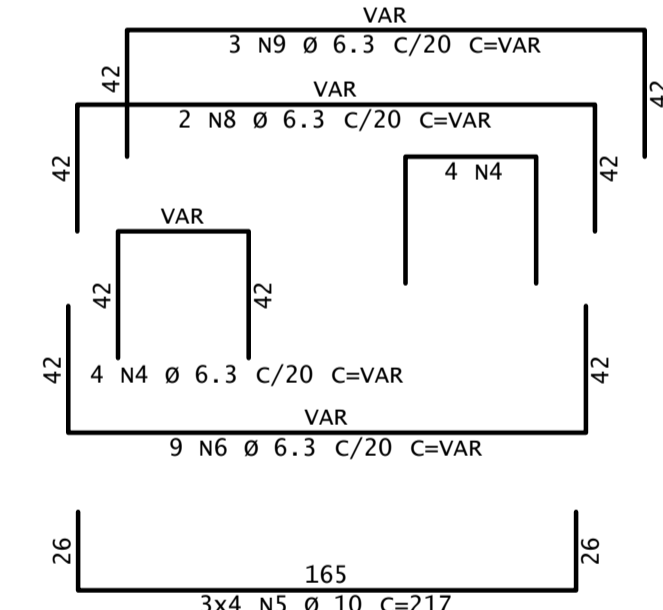 VAR
3 N9 Ø 6.3 C/20 C=VAR
42
42
VAR
2 N8 Ø 6.3 C/20 C=VAR
42
42
4 N4
VAR
42
42
4 N4 Ø 6.3 C/20 C=VAR
42
42
VAR
9 N6 Ø 6.3 C/20 C=VAR
26
26
165
3x4 N5 Ø 10 C=217